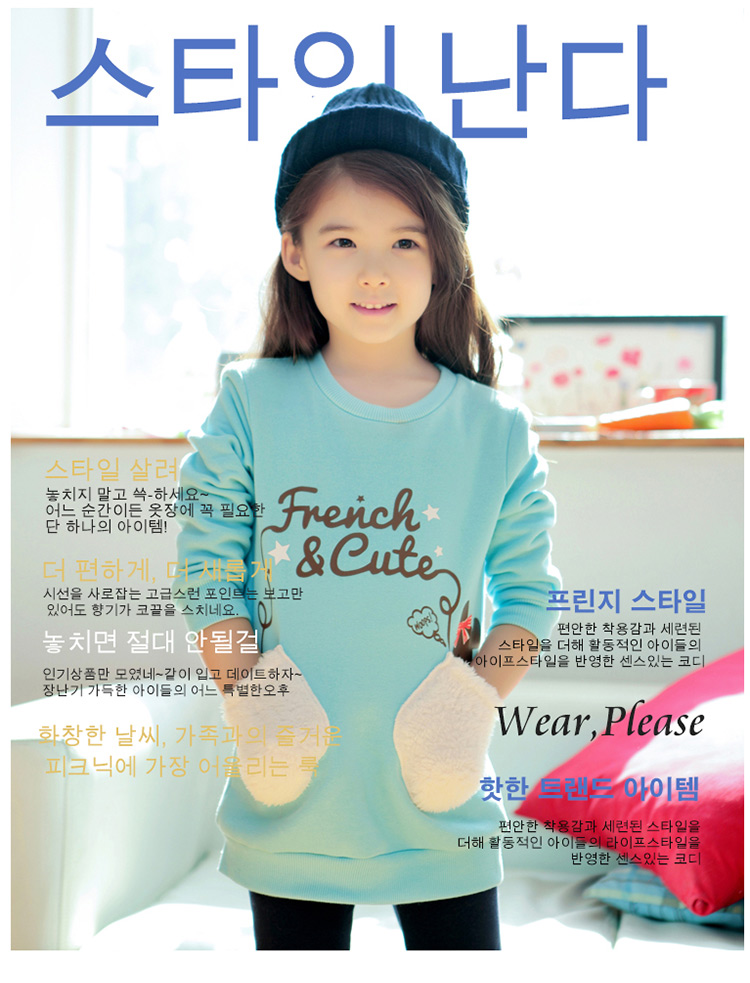 스타일 난다
French
& Cute
WOOPS!
스타일 살려
놓치지 말고 쓱-하세요~
어느 순간이든 옷장에 꼭 필요한
단 하나의 아이템!
더 편하게, 더 새롭게
시선을 사로잡는 고급스런 포인트는 보고만
있어도 향기가 코끝을 스치네요.
놓치면 절대 안될걸
인기상품만 모였네~같이 입고 데이트하자~
장난기 가득한 아이들의 어느 특별한오후
화창한 날씨, 가족과의 즐거운
피크닉에 가장 어울리는 룩
프린지 스타일
편안한 착용감과 세련된
스타일을 더해 활동적인 아이들의
아이프스타일을 반영한 센스있는 코디
Wear,Please
핫한 트랜드 아이템
편안한 착용감과 세련된 스타일을
더해 활동적인 아이들의 라이프스타일을
반영한 센스있는 코디